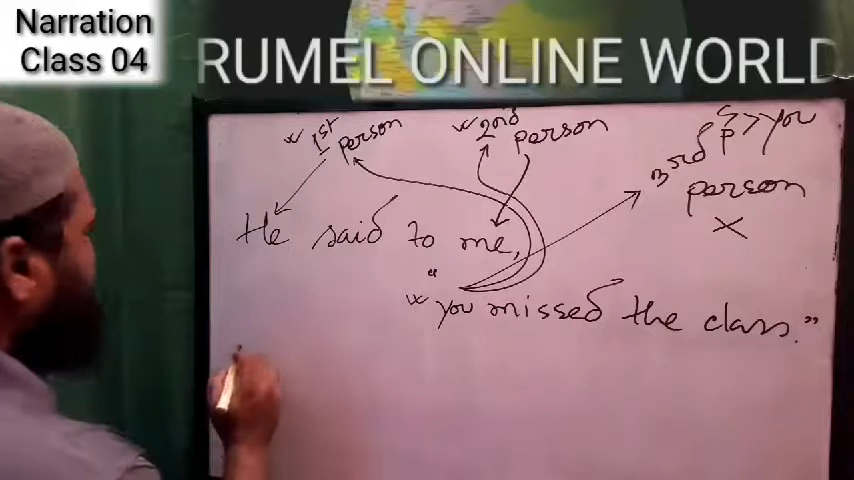 Narration
Class 04
RUMEL ONLINE WORLD
1st person 2nd person 3rd person
S P > you
×
He said to me,
"you missed the class."